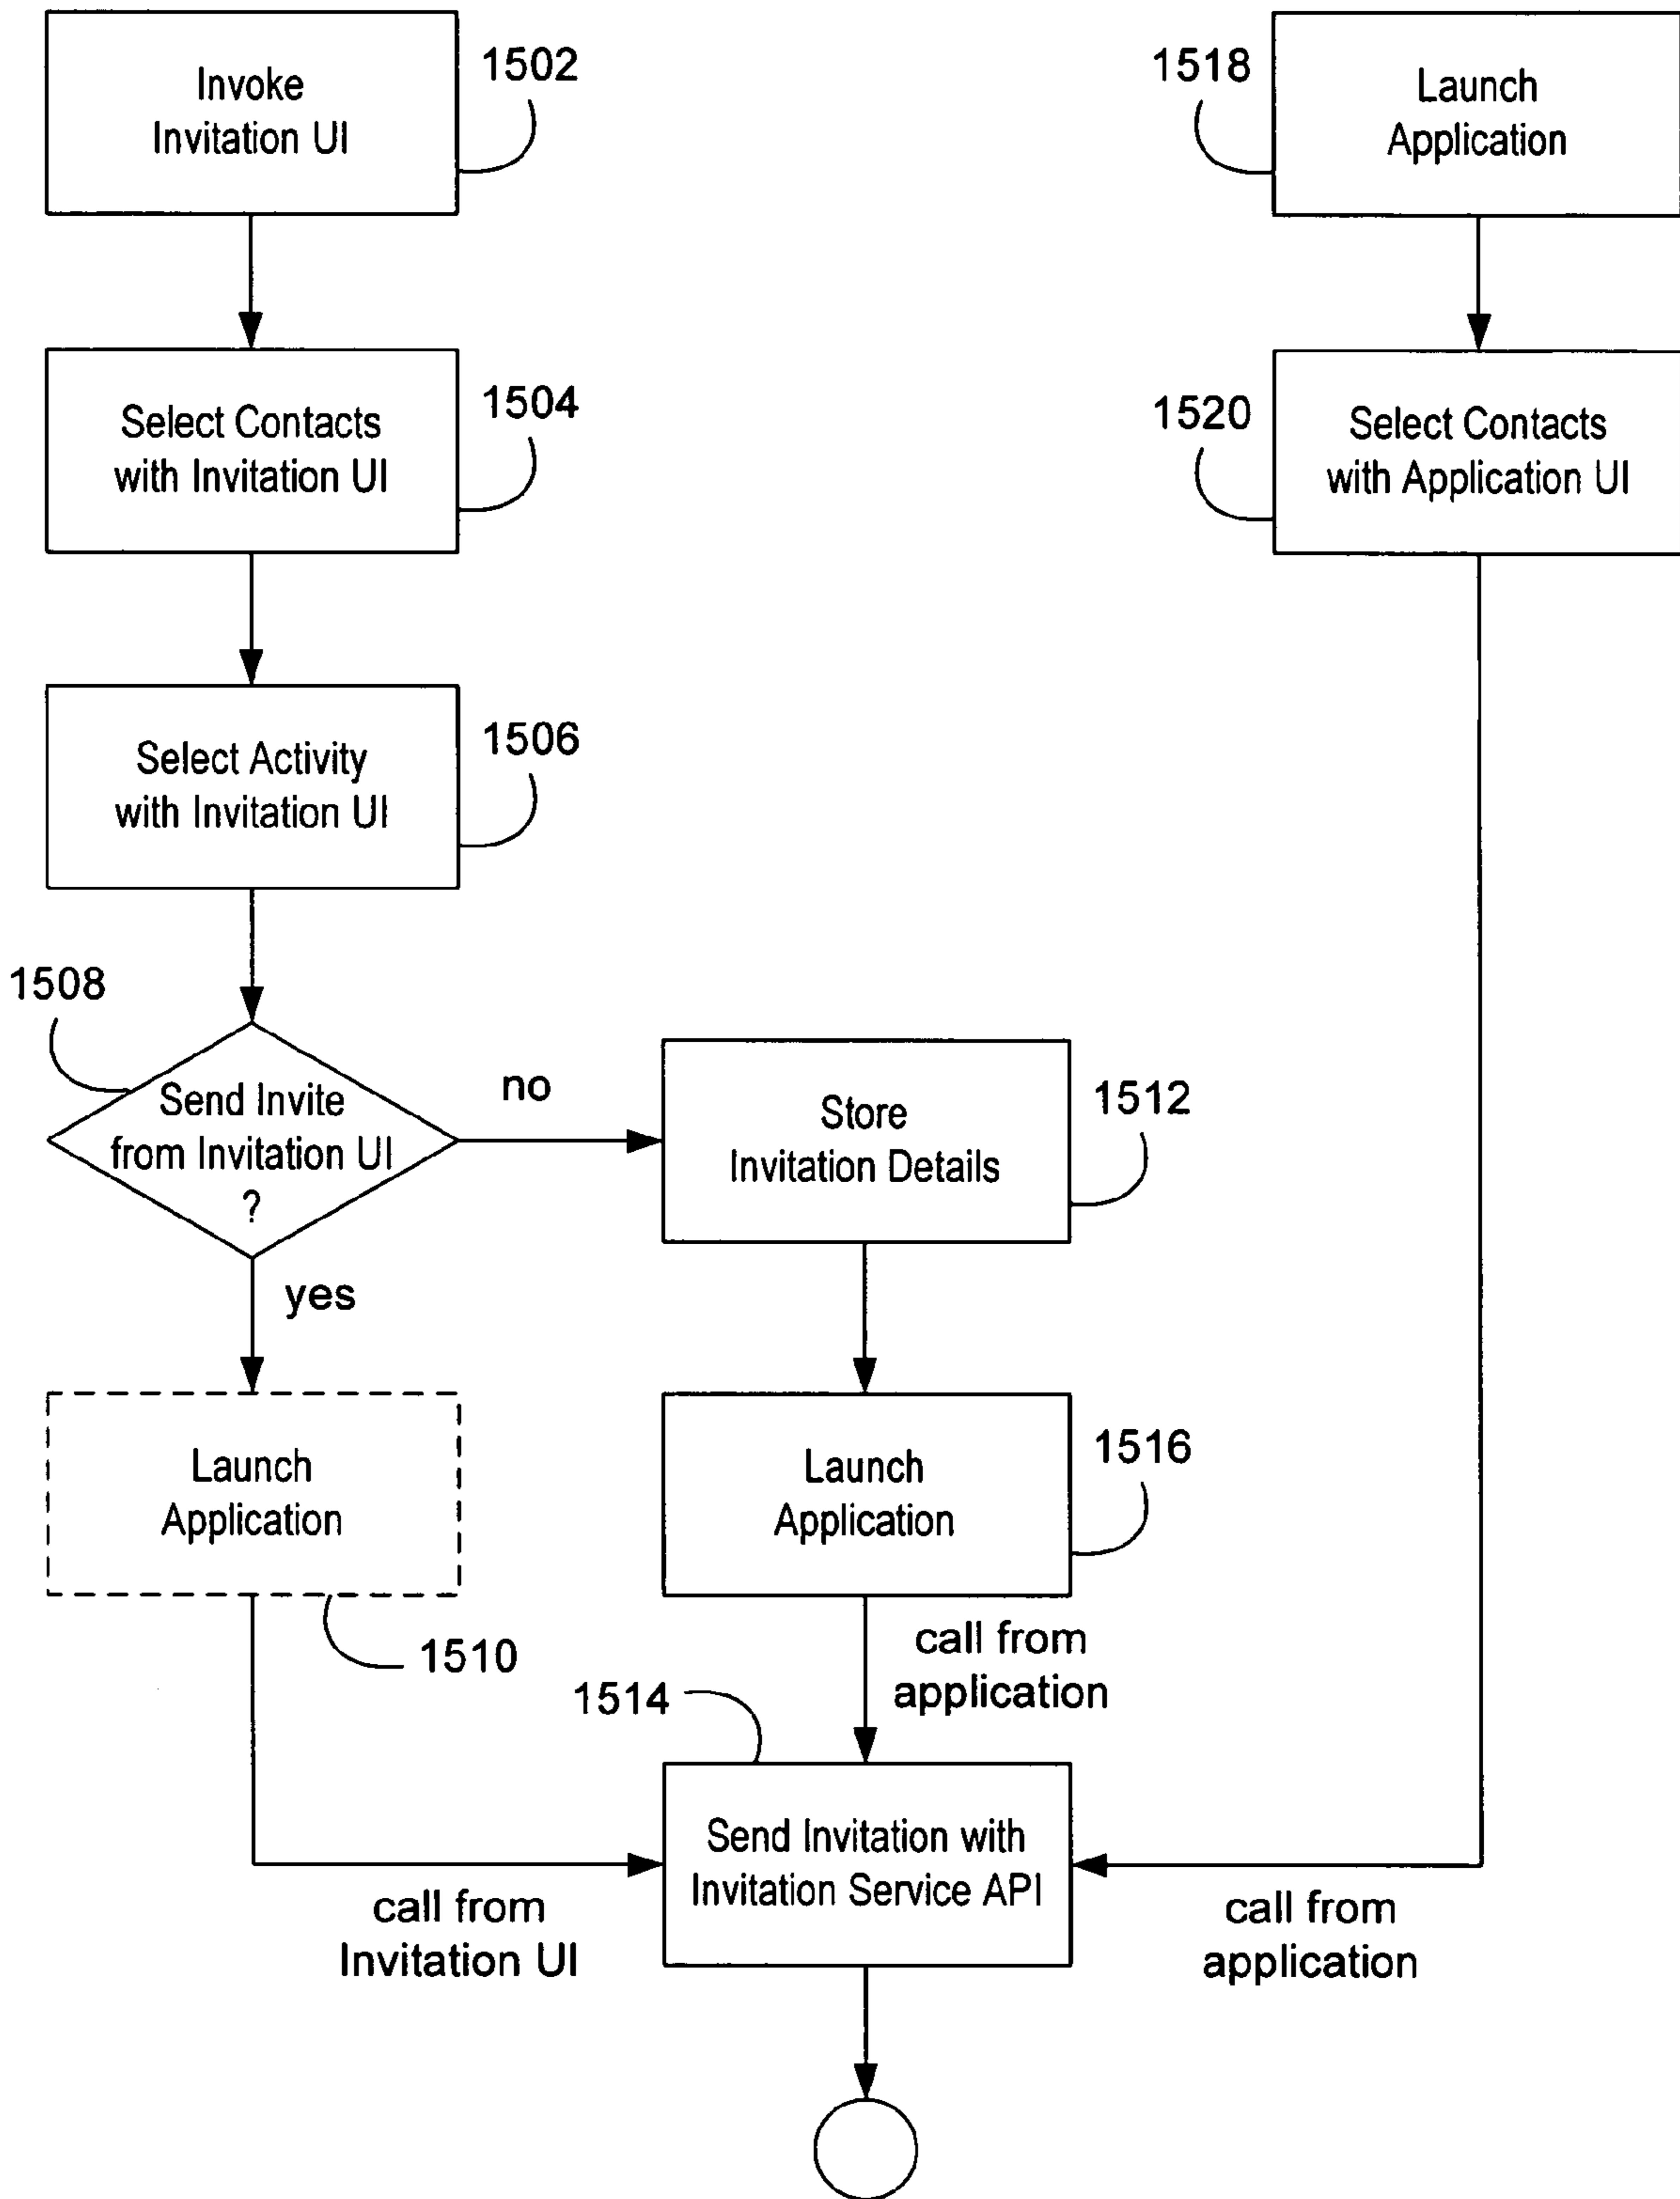 Invoke
Invitation UI
1502
1518
Launch
Application
Select Contacts
with Invitation UI
1504
1520
Select Contacts
with Application UI
Select Activity
with Invitation UI
1506
1508
Send Invite
from Invitation UI
?
no
yes
Store
Invitation Details
1512
Launch
Application
1510
Launch
Application
1516
call from
application
1514
Send Invitation with
Invitation Service API
call from
Invitation UI
call from
application